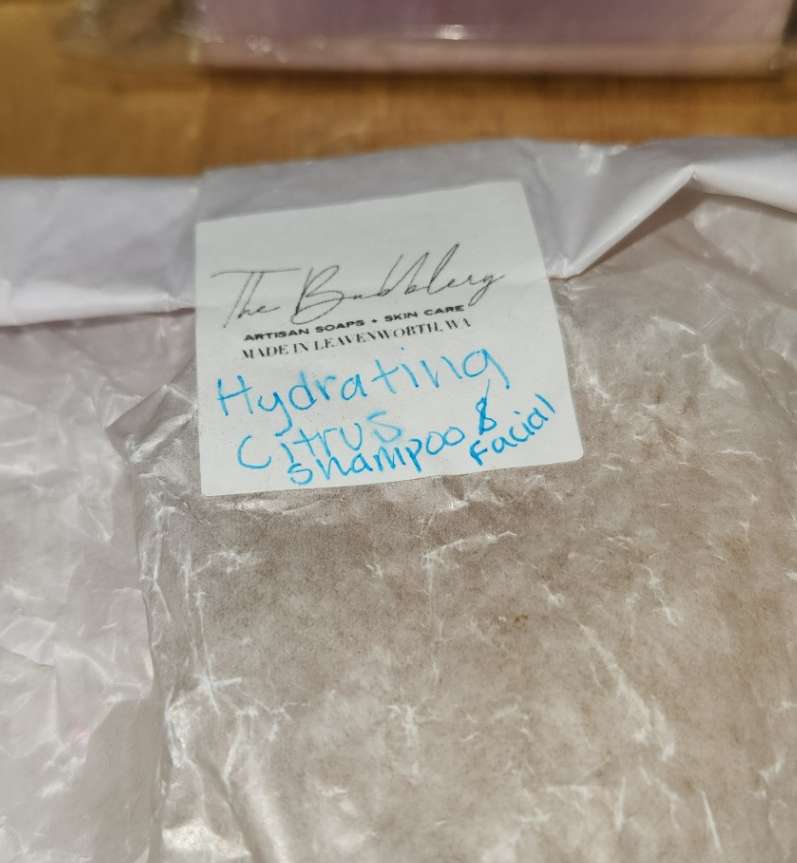 The Bubblery
ARTISAN SOAPS + SKIN CARE
MADE IN LEAVENWORTH, WA
Hydrating
Citrus
Shampoo &
Facial